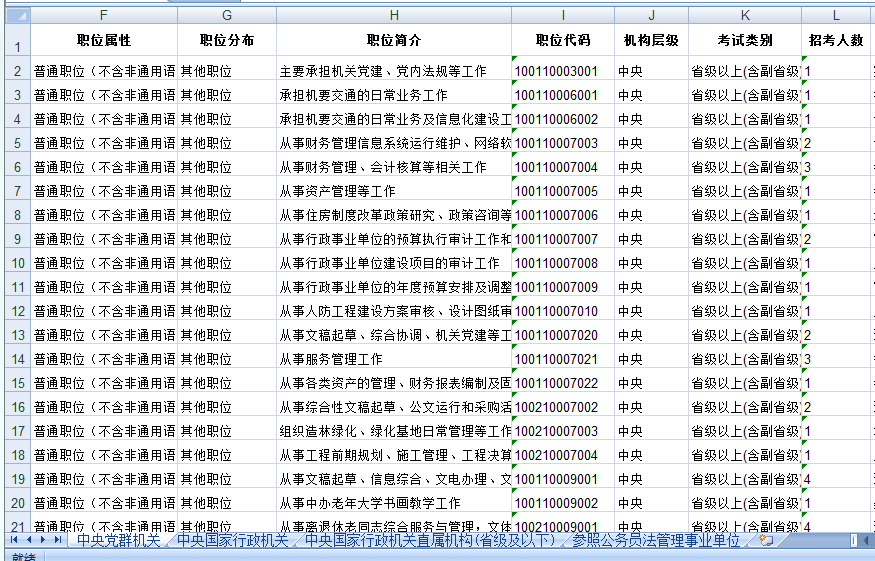 F G H I J K L
1 职位属性 职位分布 职位简介 职位代码 机构层级 考试类别 招考人数
2 普通职位（不含非通用语 其他职位 主要承担机关党建、党内法规等工作 100110003001 中央 省级以上(含副省级) 1
3 普通职位（不含非通用语 其他职位 承担机要交通的日常业务工作 100110006001 中央 省级以上(含副省级) 1
4 普通职位（不含非通用语 其他职位 承担机要交通的日常业务及信息化建设工 100110006002 中央 省级以上(含副省级) 1
5 普通职位（不含非通用语 其他职位 从事财务管理信息系统运行维护、网络软 100110007003 中央 省级以上(含副省级) 2
6 普通职位（不含非通用语 其他职位 从事财务管理、会计核算等相关工作 100110007004 中央 省级以上(含副省级) 3
7 普通职位（不含非通用语 其他职位 从事资产管理等工作 100110007005 中央 省级以上(含副省级) 1
8 普通职位（不含非通用语 其他职位 从事住房制度改革政策研究、政策咨询等 100110007006 中央 省级以上(含副省级) 1
9 普通职位（不含非通用语 其他职位 从事行政事业单位的预算执行审计工作和 100110007007 中央 省级以上(含副省级) 2
10 普通职位（不含非通用语 其他职位 从事行政事业单位建设项目的审计工作 100110007008 中央 省级以上(含副省级) 1
11 普通职位（不含非通用语 其他职位 从事行政事业单位的年度预算安排及调整 100110007009 中央 省级以上(含副省级) 1
12 普通职位（不含非通用语 其他职位 从事人防工程建设方案审核、设计图纸审 100110007010 中央 省级以上(含副省级) 1
13 普通职位（不含非通用语 其他职位 从事文稿起草、综合协调、机关党建等工 100110007020 中央 省级以上(含副省级) 2
14 普通职位（不含非通用语 其他职位 从事服务管理工作 100110007021 中央 省级以上(含副省级) 3
15 普通职位（不含非通用语 其他职位 从事各类资产的管理、财务报表编制及固 100110007022 中央 省级以上(含副省级) 1
16 普通职位（不含非通用语 其他职位 从事综合性文稿起草、公文运行和采购活 100210007002 中央 省级以上(含副省级) 2
17 普通职位（不含非通用语 其他职位 组织造林绿化、绿化基地日常管理等工作 100210007003 中央 省级以上(含副省级) 1
18 普通职位（不含非通用语 其他职位 从事工程前期规划、施工管理、工程决算 100210007004 中央 省级以上(含副省级) 1
19 普通职位（不含非通用语 其他职位 从事文稿起草、信息综合、文电办理、文 100110009001 中央 省级以上(含副省级) 4
20 普通职位（不含非通用语 其他职位 从事中办老年大学书画教学工作 100110009002 中央 省级以上(含副省级) 1
21 普通职位（不含非通用语 其他职位 从事离退休老同志综合服务与管理，文体 100210009001 中央 省级以上(含副省级) 4
中央党群机关 中央国家行政机关 中央国家行政机关直属机构(省级及以下) 参照公务员法管理事业单位
就绪